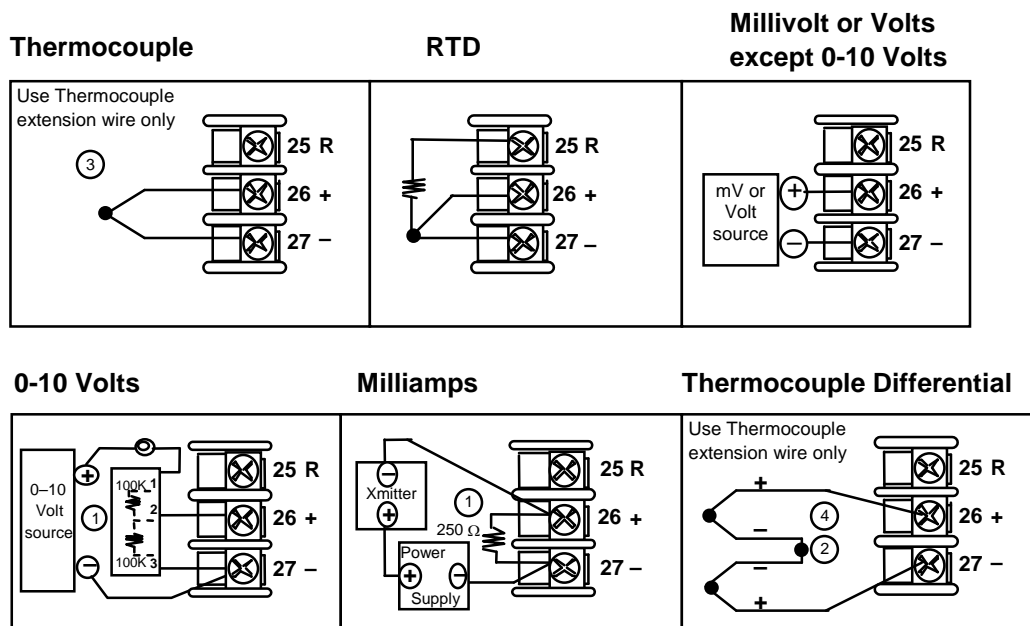 Thermocouple
RTD
Millivolt or Volts
except 0-10 Volts
Use Thermocouple
extension wire only
3
25 R
26 +
27 –
25 R
26 +
27 –
mV or
Volt
source
+
–
25 R
26 +
27 –
0-10 Volts
Milliamps
Thermocouple Differential
0–10
Volt
source
+
–
1
100K 1
2
100K 3
25 R
26 +
27 –
–
Xmitter
+
1
250 Ω
Power
+ –
Supply
25 R
26 +
27 –
Use Thermocouple
extension wire only
+
–
4
2
–
+
25 R
26 +
27 –